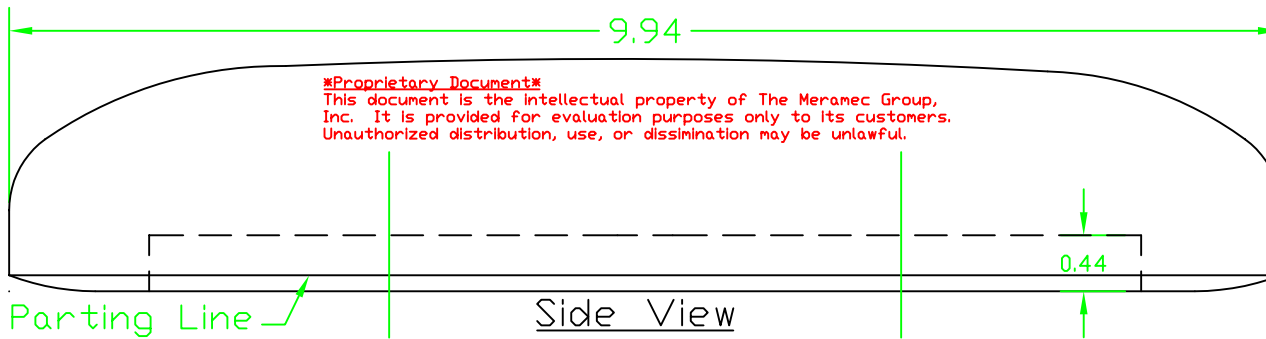 9.94
*Proprietary Document*
This document is the intellectual property of The Meramec Group,
Inc. It is provided for evaluation purposes only to its customers.
Unauthorized distribution, use, or dissimination may be unlawful.
0.44
Parting Line
Side View